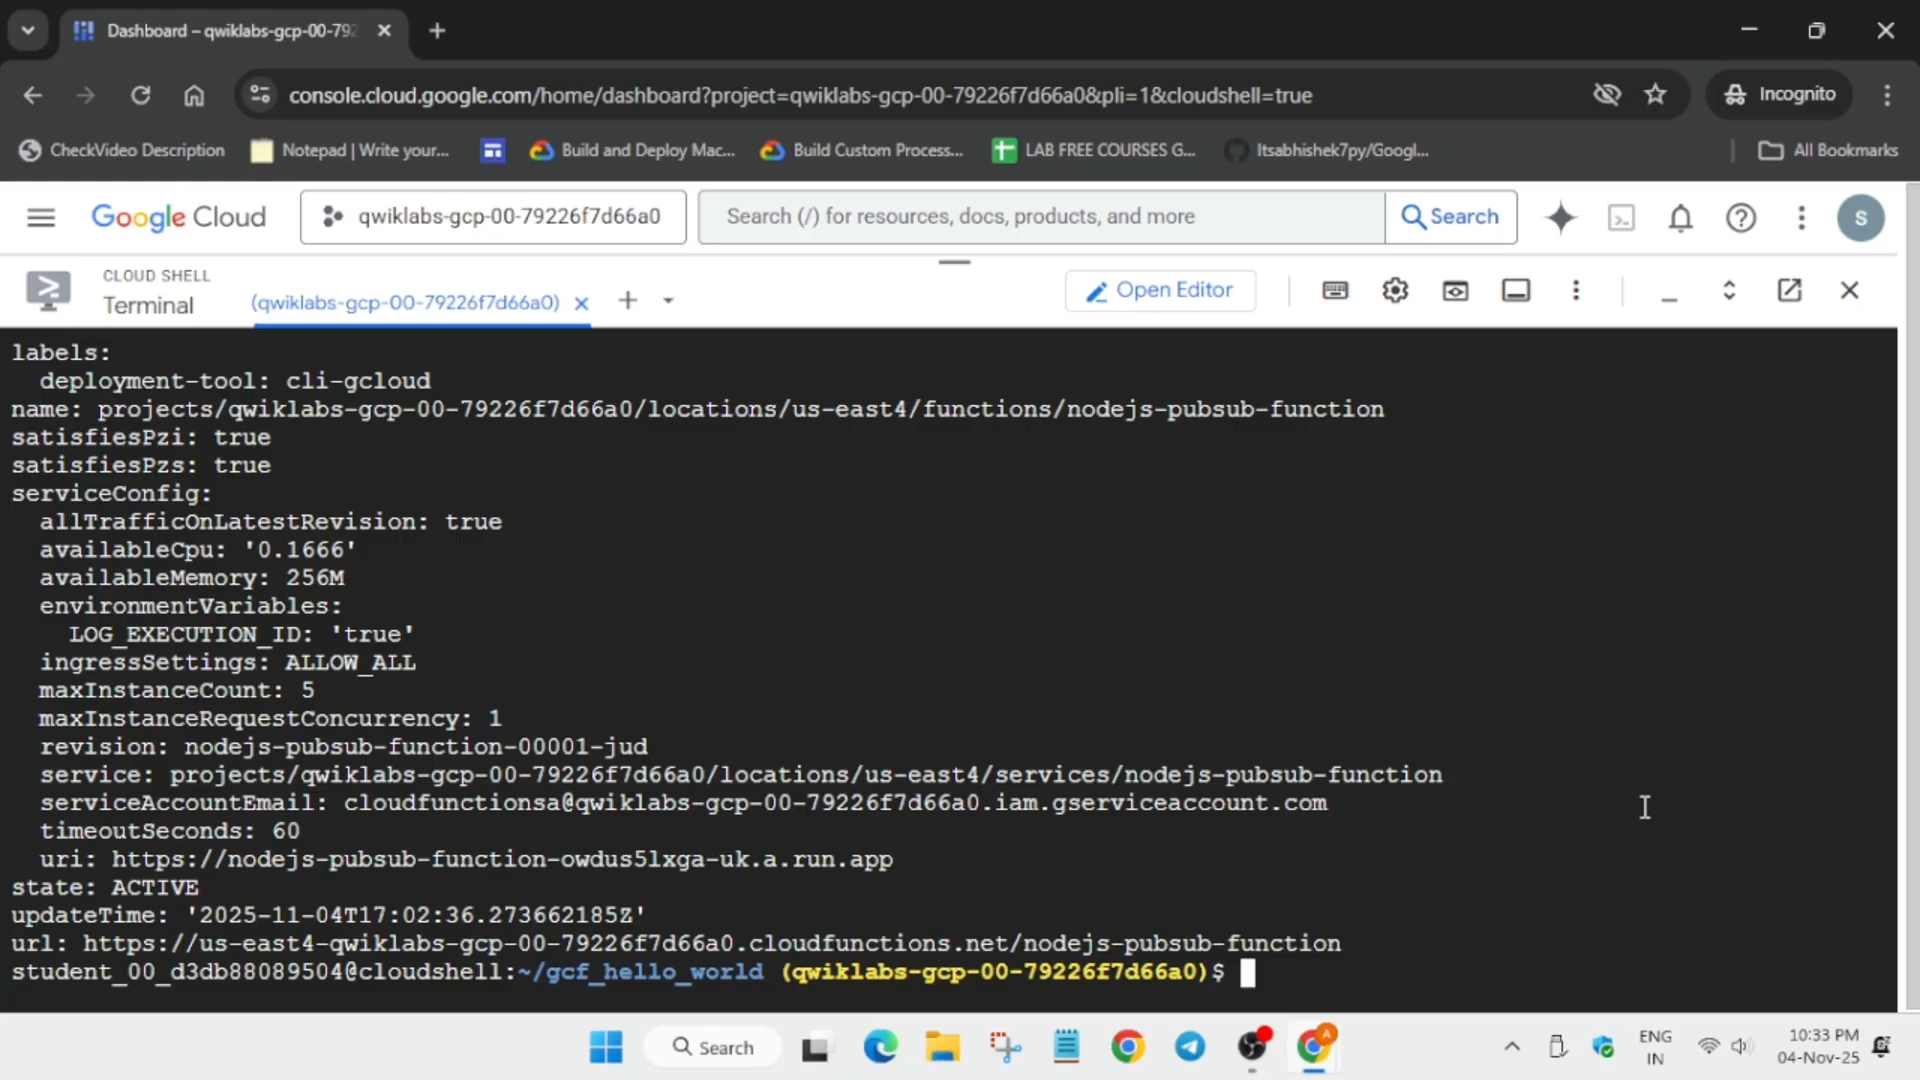 Dashboard – qwiklabs-gcp-00-792
console.cloud.google.com/home/dashboard?project=qwiklabs-gcp-00-79226f7d66a0&pli=1&cloudshell=true
Incognito
CheckVideo Description
Notepad | Write your...
Build and Deploy Mac...
Build Custom Process...
LAB FREE COURSES G...
Itsabhishek7py/Googl...
All Bookmarks
Google Cloud
qwiklabs-gcp-00-79226f7d66a0
Search (/) for resources, docs, products, and more
Search
S
CLOUD SHELL
Terminal
(qwiklabs-gcp-00-79226f7d66a0)
Open Editor
labels:
  deployment-tool: cli-gcloud
name: projects/qwiklabs-gcp-00-79226f7d66a0/locations/us-east4/functions/nodejs-pubsub-function
satisfiesPzi: true
satisfiesPzs: true
serviceConfig:
  allTrafficOnLatestRevision: true
  availableCpu: '0.1666'
  availableMemory: 256M
  environmentVariables:
    LOG_EXECUTION_ID: 'true'
  ingressSettings: ALLOW_ALL
  maxInstanceCount: 5
  maxInstanceRequestConcurrency: 1
  revision: nodejs-pubsub-function-00001-jud
  service: projects/qwiklabs-gcp-00-79226f7d66a0/locations/us-east4/services/nodejs-pubsub-function
  serviceAccountEmail: cloudfunctionsa@qwiklabs-gcp-00-79226f7d66a0.iam.gserviceaccount.com
  timeoutSeconds: 60
  uri: https://nodejs-pubsub-function-owdus5lxga-uk.a.run.app
state: ACTIVE
updateTime: '2025-11-04T17:02:36.273662185Z'
url: https://us-east4-qwiklabs-gcp-00-79226f7d66a0.cloudfunctions.net/nodejs-pubsub-function
student_00_d3db88089504@cloudshell:~/gcf_hello_world (qwiklabs-gcp-00-79226f7d66a0)$
Search
A
ENG
IN
10:33 PM
04-Nov-25